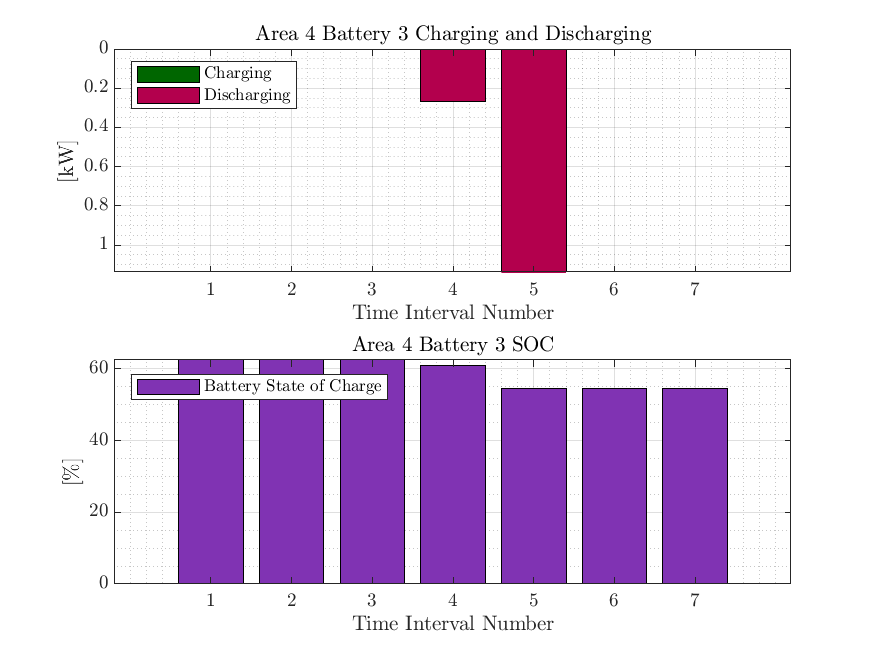 Area 4 Battery 3 Charging and Discharging
0
0.2
0.4
0.6
0.8
1
[kW]
Charging
Discharging
1 2 3 4 5 6 7
Time Interval Number
Area 4 Battery 3 SOC
60
40
20
0
[%]
Battery State of Charge
1 2 3 4 5 6 7
Time Interval Number